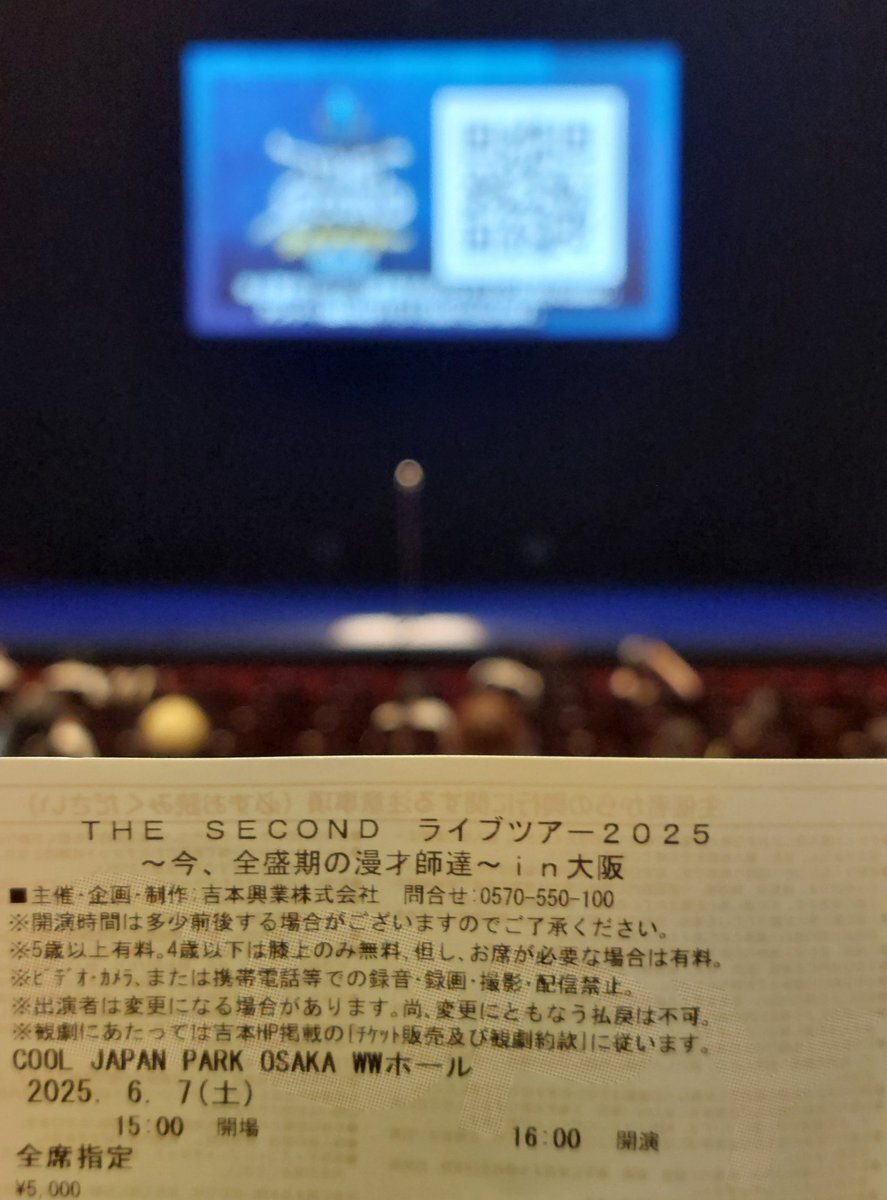 THE SECOND ライブツアー2025
～今、全盛期の漫才師達～in大阪
■主催・企画・制作：吉本興業株式会社　問合せ:0570-550-100
※開演時間は多少前後する場合がございますのでご了承ください。
※5歳以上有料。4歳以下は膝上のみ無料,但し、お席が必要な場合は有料。
※ﾋﾞﾃﾞｵ・ｶﾒﾗ、または携帯電話等での録音・録画・撮影・配信禁止。
※出演者は変更になる場合があります。尚、変更にともなう払戻は不可。
※観劇にあたっては吉本HP掲載の｢ﾁｹｯﾄ販売及び観劇約款｣に従います。
COOL JAPAN PARK OSAKA WWホール
2025. 6. 7(土)
15:00 開場　16:00 開演
全席指定
¥5,000